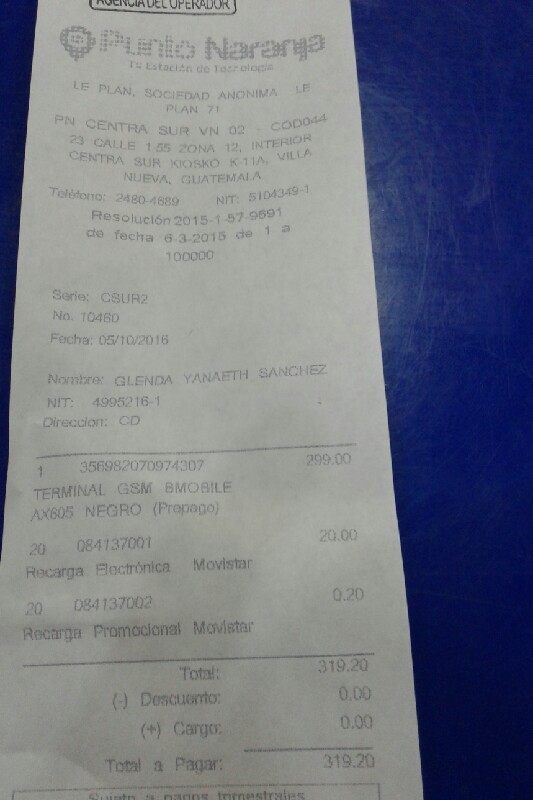 AGENCIA DEL OPERADOR
Punto Naranja
Tu Estación de Tecnología
LE PLAN, SOCIEDAD ANONIMA LE
PLAN 71
PN CENTRA SUR VN 02 - COD044
23 CALLE 1-55 ZONA 12, INTERIOR
CENTRA SUR KIOSKO K-11A, VILLA
NUEVA, GUATEMALA
Teléfono: 2480-4689 NIT: 5104349-1
Resolución 2015-1-57-9691
de fecha 6-3-2015 de 1 a
100000
Serie: CSUR2
No. 10460
Fecha: 05/10/2016
Nombre: GLENDA YANAETH SANCHEZ
NIT: 4995216-1
Direccion: CD
1 356982070974307 299.00
TERMINAL GSM BMOBILE
AX605 NEGRO (Prepago)
20 084137001 20.00
Recarga Electrónica Movistar
20 084137002 0.20
Recarga Promocional Movistar
Total: 319.20
(-) Descuento: 0.00
(+) Cargo: 0.00
Total a Pagar: 319.20
Sujeto a pagos trimestrales